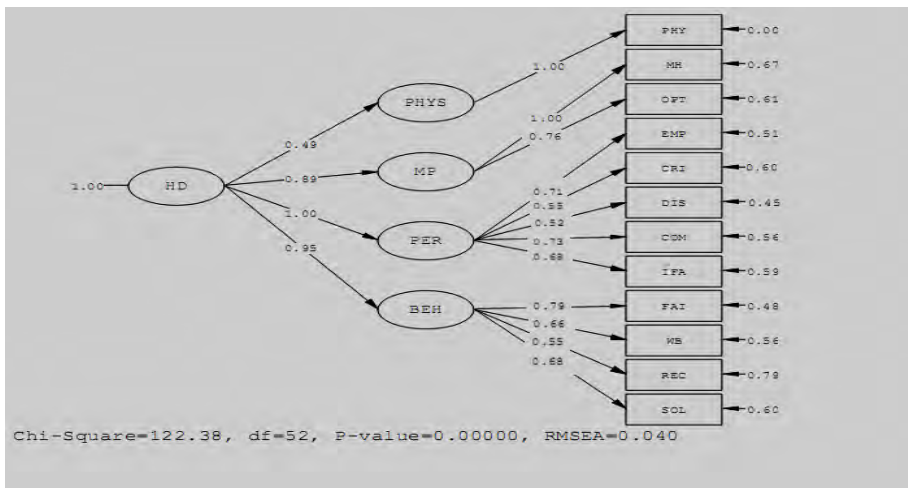 PHY
0.00
MH
0.67
OPT
0.61
EMP
0.51
CRI
0.60
DIS
0.45
COM
0.56
IFA
0.59
FAI
0.48
WB
0.56
REC
0.79
SOL
0.60
1.00
PHYS
1.00
0.76
MP
0.71
0.55
0.52
0.73
0.68
PER
0.79
0.66
0.55
0.68
BEH
0.49
0.89
1.00
0.95
1.00
HD
Chi-Square=122.38, df=52, P-value=0.00000, RMSEA=0.040